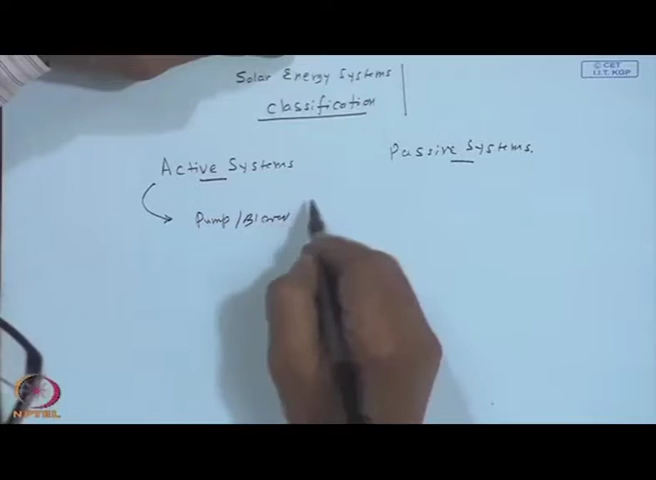 © CET
I.I.T. KGP
Solar Energy Systems
Classification
Active Systems
Passive Systems.
Pump/Blower
NPTEL